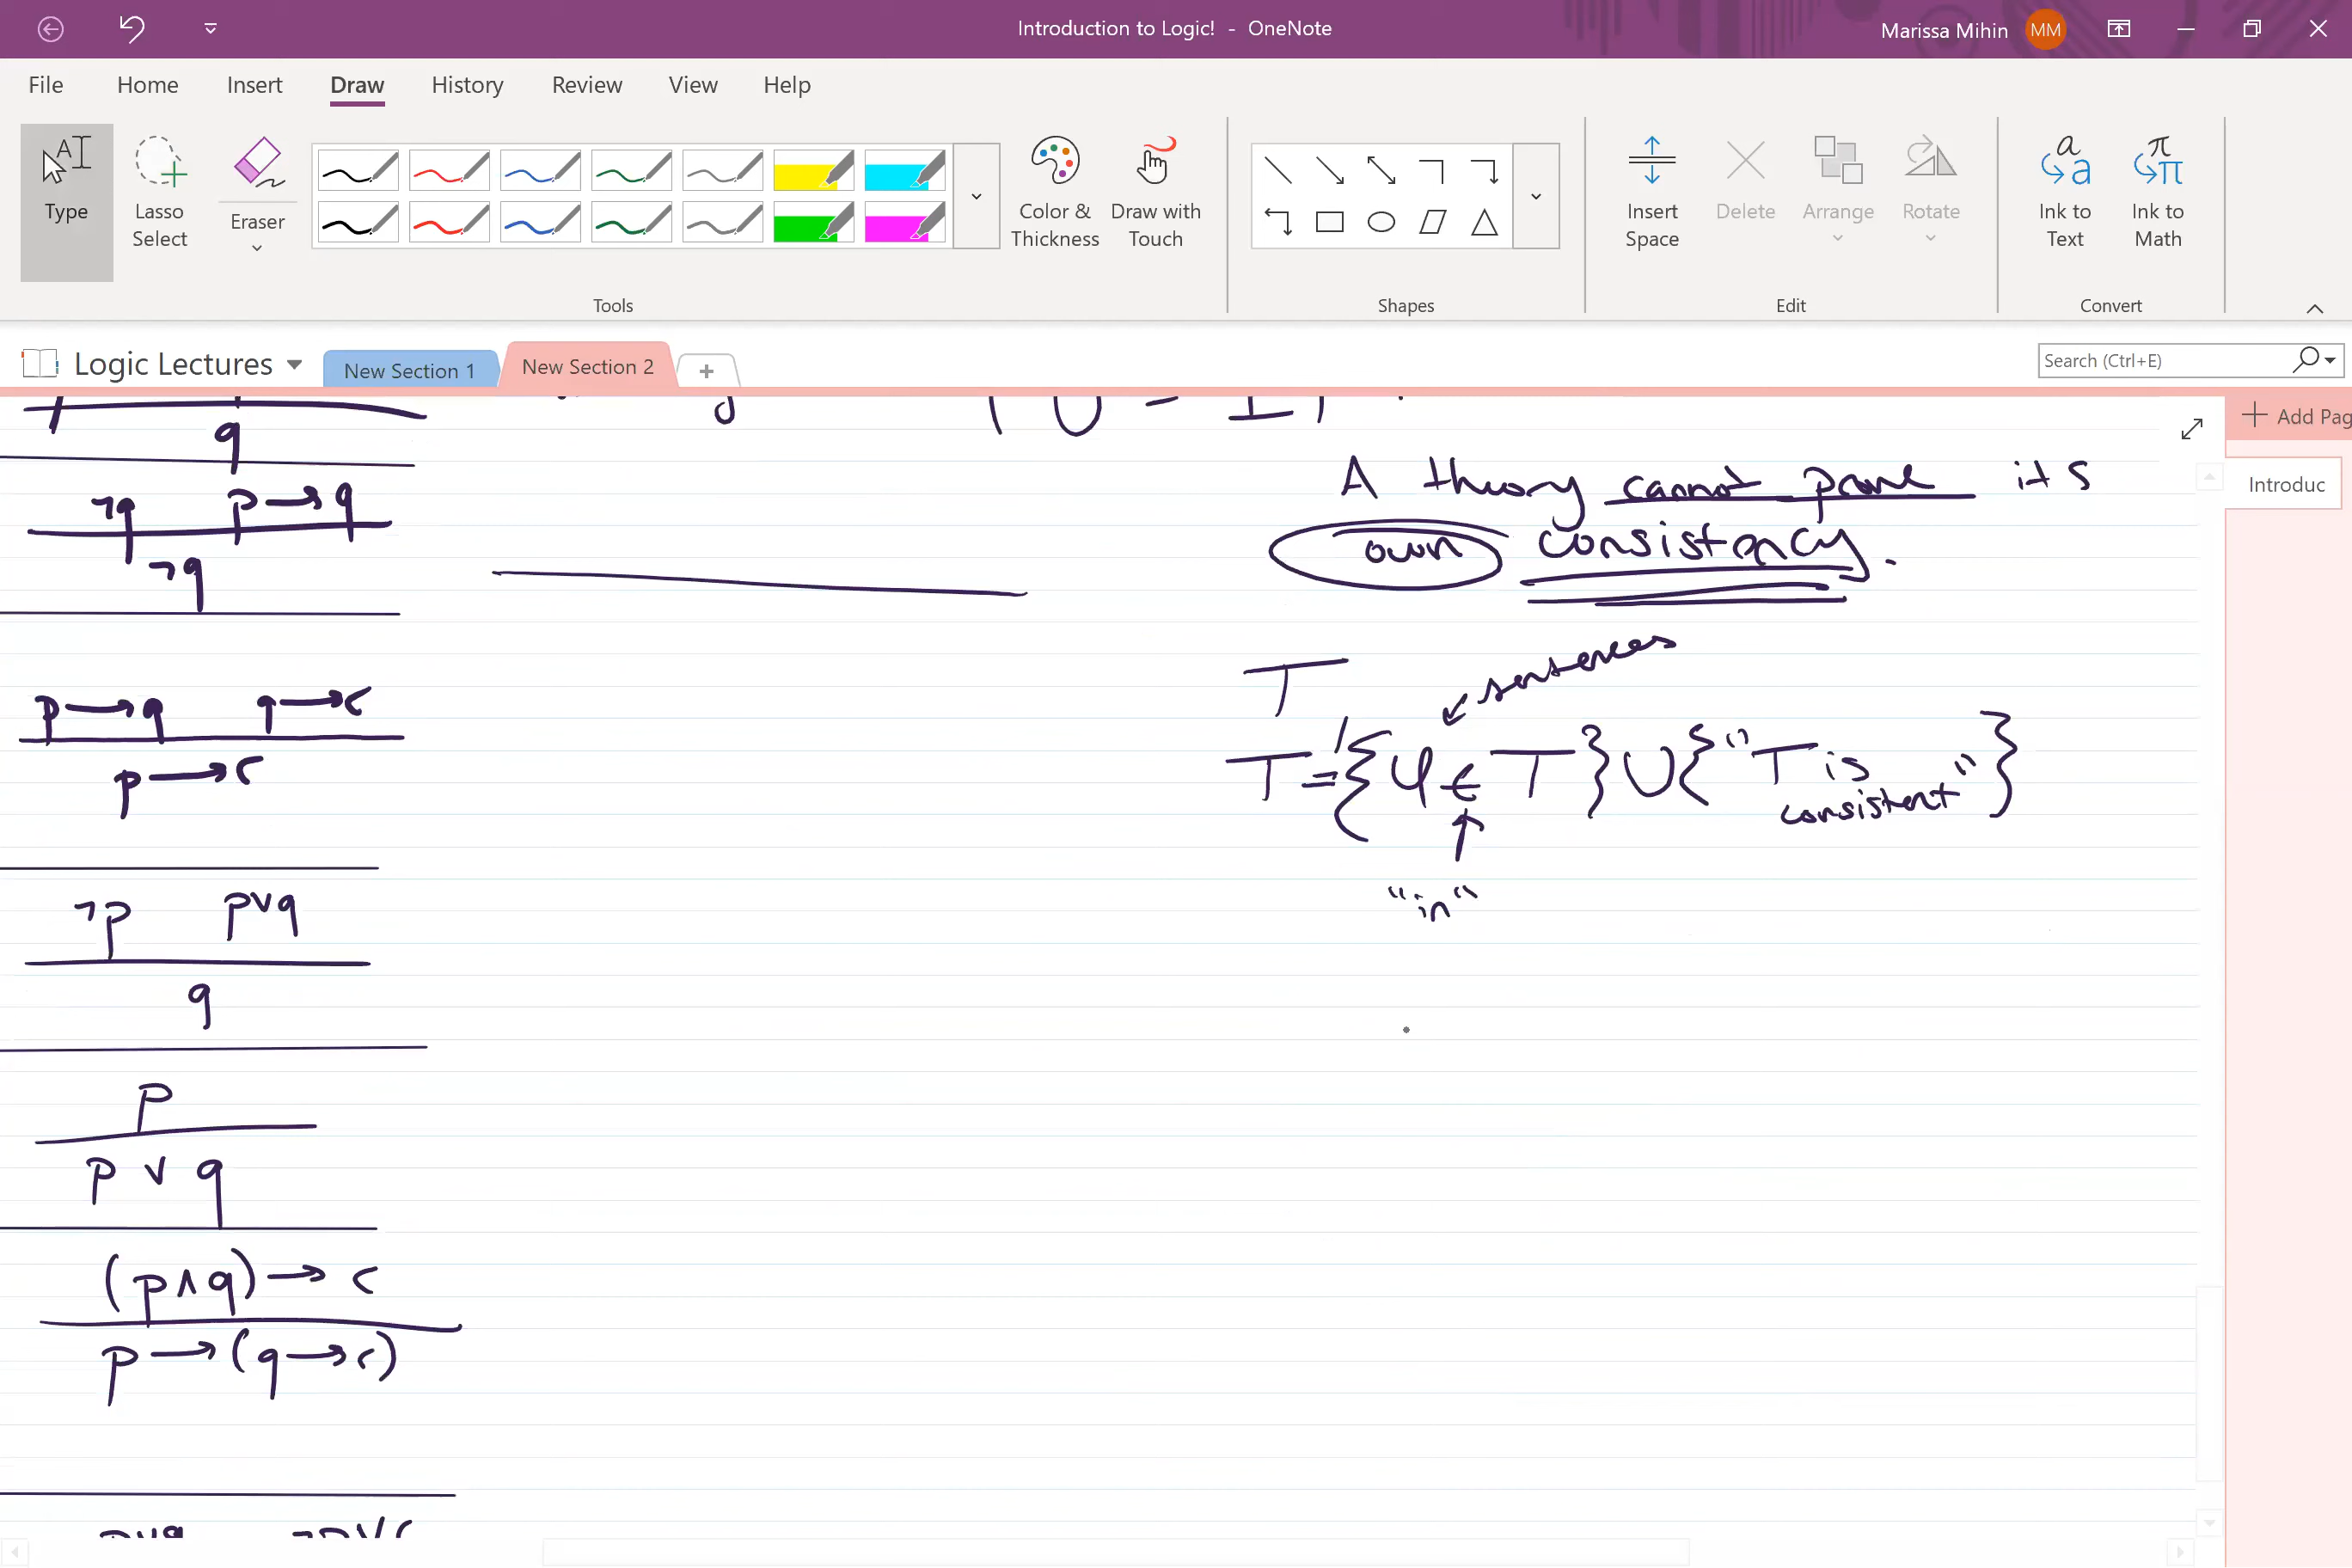 Introduction to Logic! - OneNote
Marissa Mihin MM
File Home Insert Draw History Review View Help
Type
Lasso Select
Eraser
Color & Thickness
Draw with Touch
Insert Space
Delete
Arrange
Rotate
Ink to Text
Ink to Math
Tools
Shapes
Edit
Convert
Logic Lectures
New Section 1
New Section 2
Search (Ctrl+E)
Add Pag
Introduc
q
¬q p→q
¬q
p→q q→r
p→r
¬p p∨q
q
p
p ∨ q
(p∧q)→r
p→(q→r)
A theory cannot prove its
own consistency.
T
sentences
T'={φ∈T}∪{"T is
consistent"}
"in"